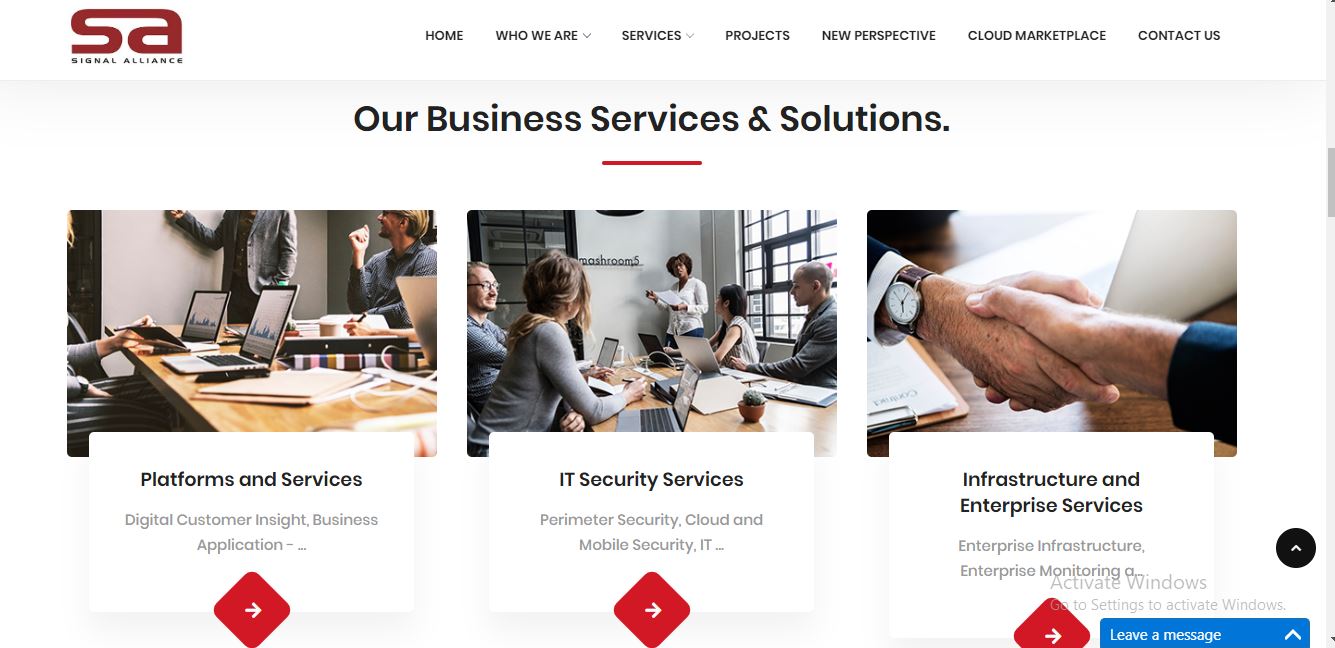 sa
SIGNAL ALLIANCE
HOME WHO WE ARE SERVICES PROJECTS NEW PERSPECTIVE CLOUD MARKETPLACE CONTACT US
Our Business Services & Solutions.
mashroom5
Contract
Platforms and Services
Digital Customer Insight, Business
Application - ...
IT Security Services
Perimeter Security, Cloud and
Mobile Security, IT ...
Infrastructure and
Enterprise Services
Enterprise Infrastructure,
Enterprise Monitoring a...
Activate Windows
Go to Settings to activate Windows.
Leave a message